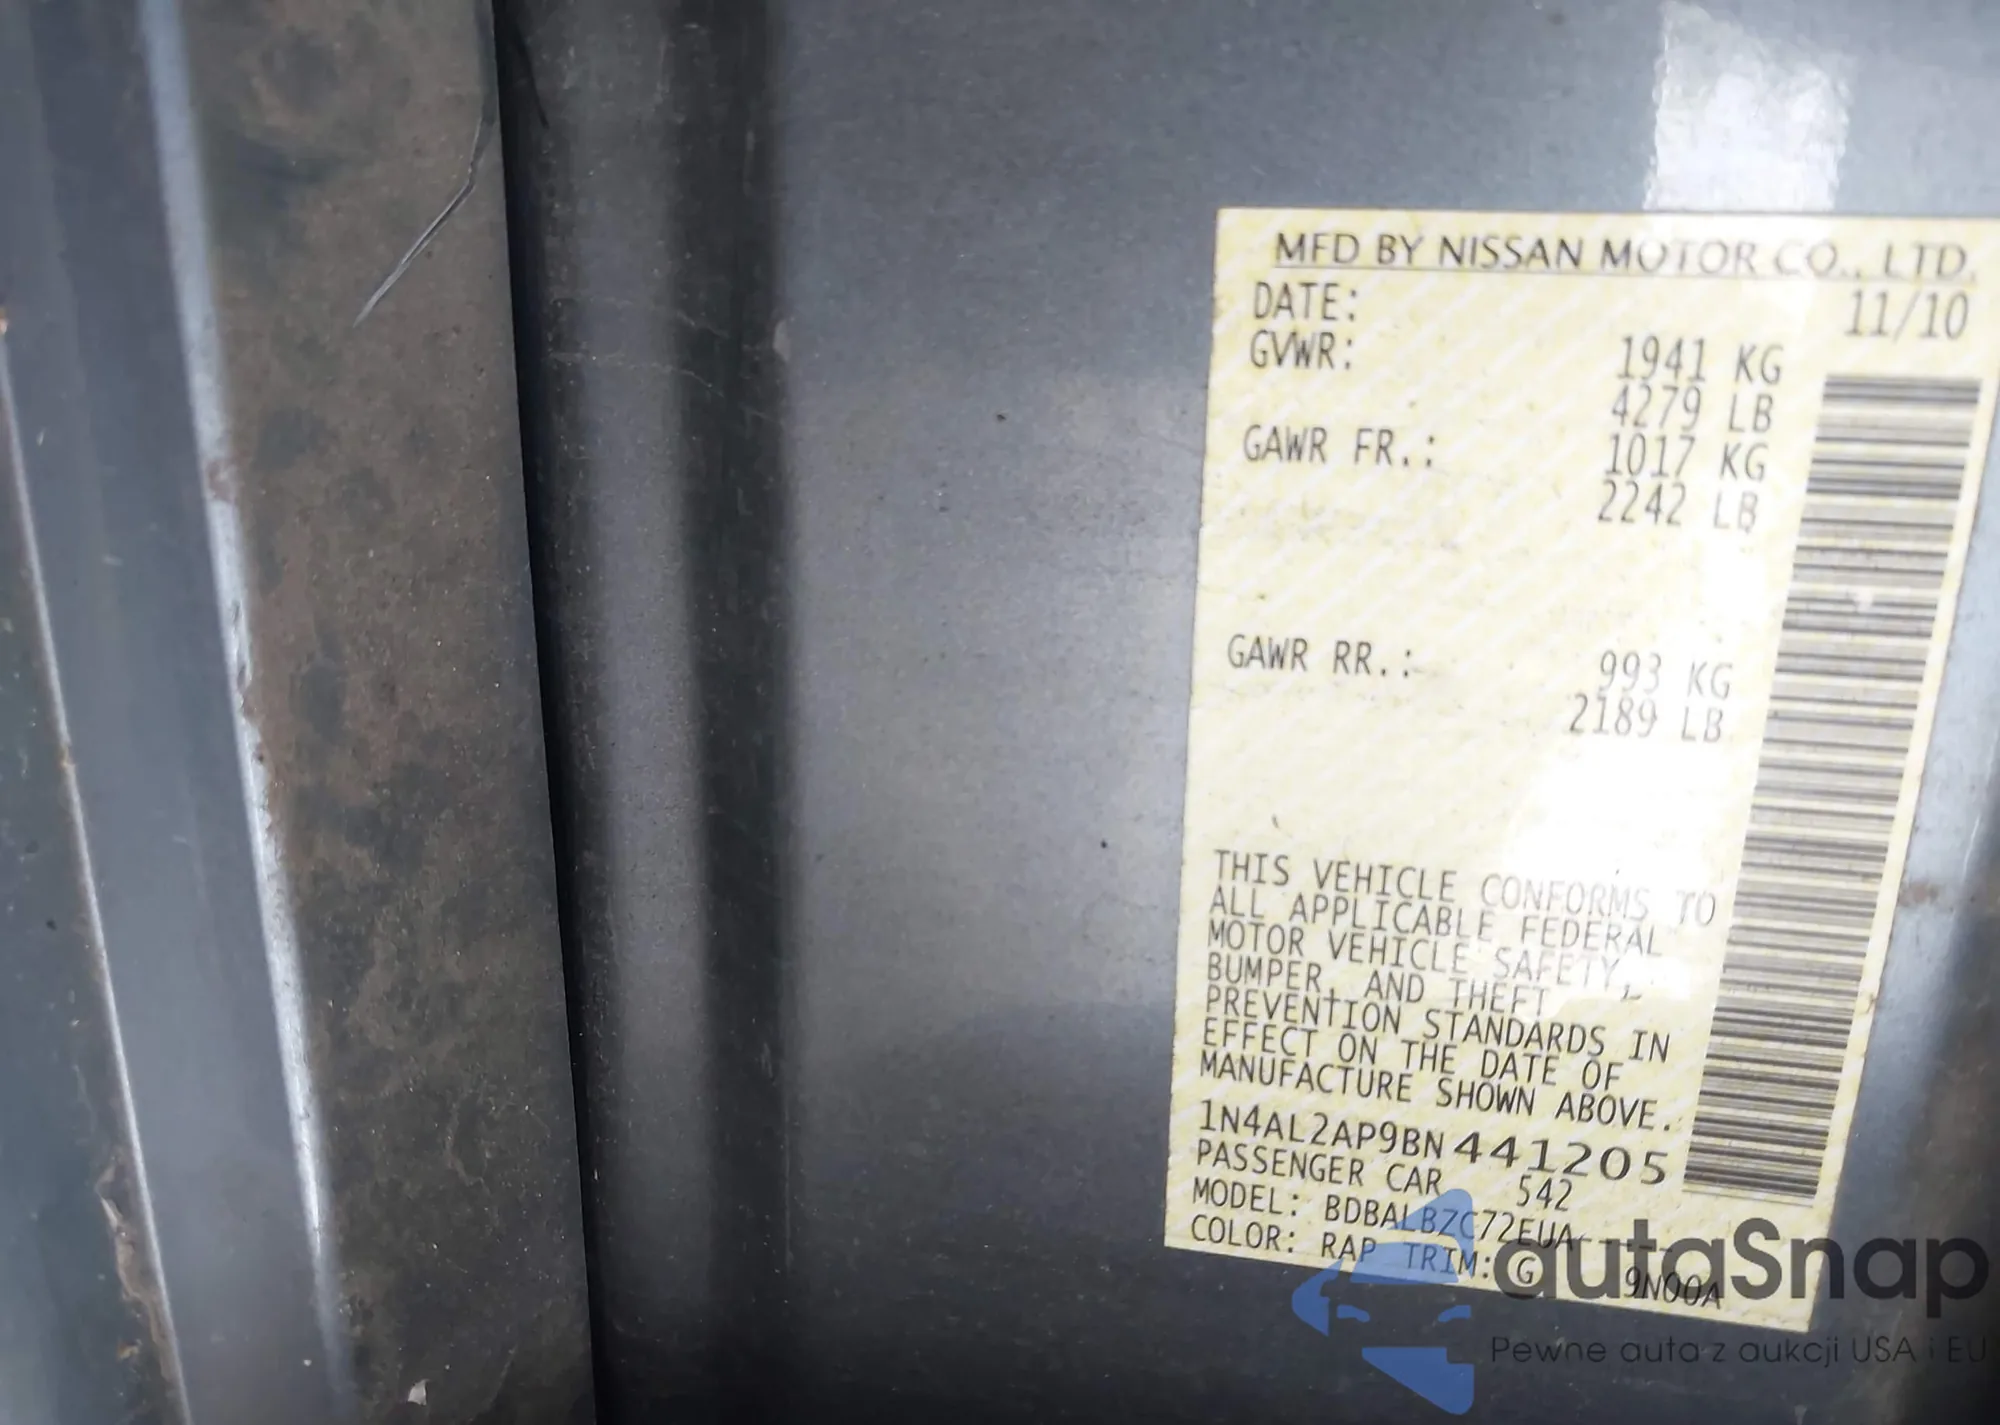 MFD BY NISSAN MOTOR CO., LTD.
DATE: 11/10
GVWR: 1941 KG
4279 LB
GAWR FR.: 1017 KG
2242 LB
GAWR RR.: 993 KG
2189 LB
THIS VEHICLE CONFORMS TO
ALL APPLICABLE FEDERAL
MOTOR VEHICLE SAFETY,
BUMPER, AND THEFT
PREVENTION STANDARDS IN
EFFECT ON THE DATE OF
MANUFACTURE SHOWN ABOVE.
1N4AL2AP9BN441205
PASSENGER CAR 542
MODEL: BDBALBZC72EUA-----
COLOR: RAP TRIM: G 9N00A
autaSnap
Pewne auta z aukcji USA i EU